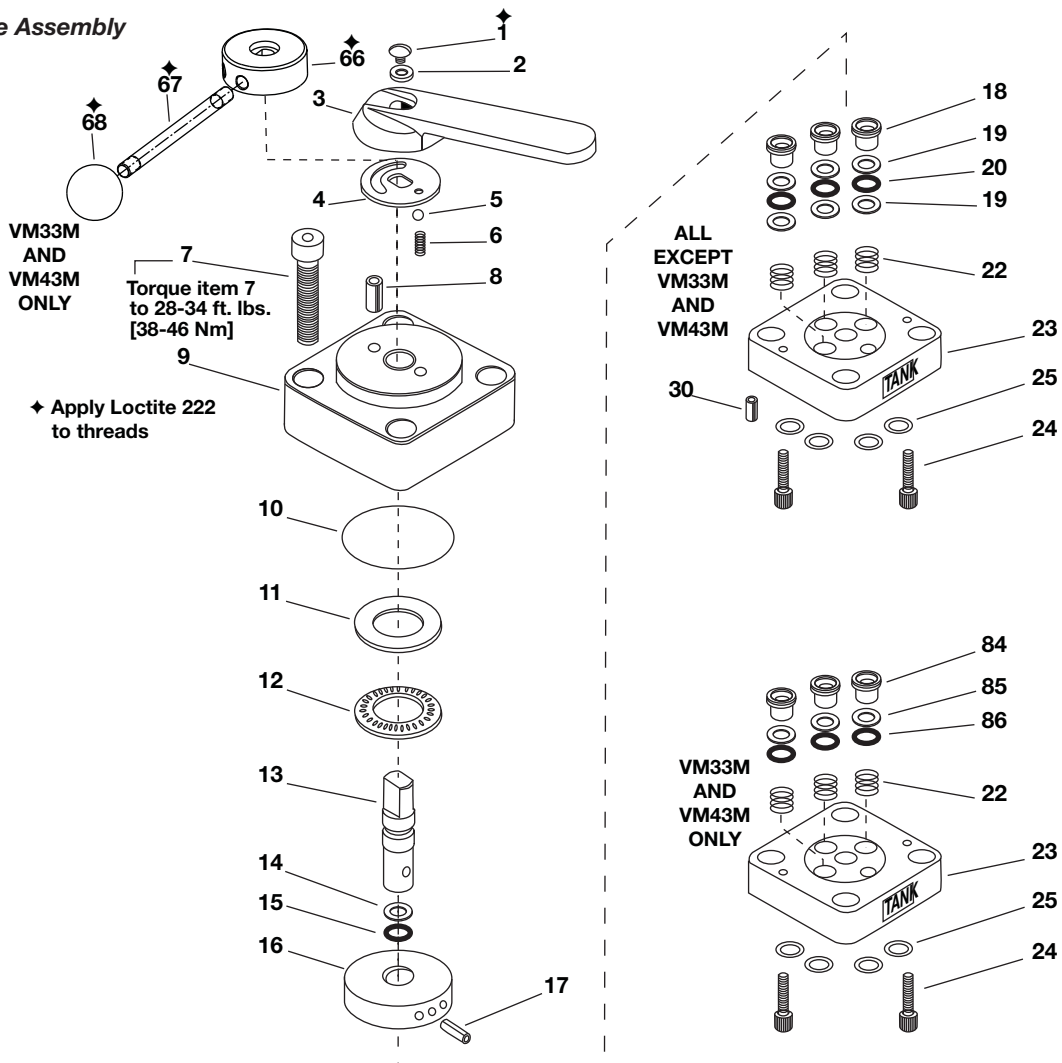 e Assembly
✦
1
2
✦
66
✦
67
3
✦
68
4
5
6
VM33M
AND
VM43M
ONLY
7
Torque item 7
to 28-34 ft. lbs.
[38-46 Nm]
8
9
✦ Apply Loctite 222
to threads
10
11
12
13
14
15
16
17
18
19
20
19
ALL
EXCEPT
VM33M
AND
VM43M
22
23
TANK
30
25
24
84
85
86
VM33M
AND
VM43M
ONLY
22
23
TANK
25
24